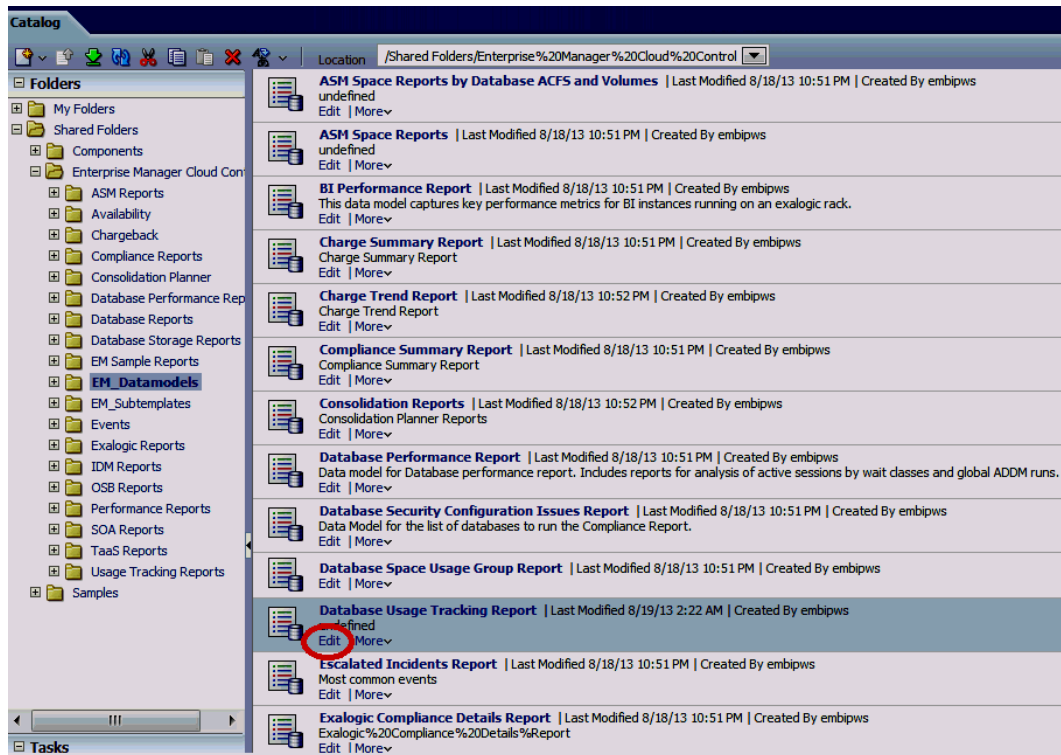 Catalog
Location /Shared Folders/Enterprise%20Manager%20Cloud%20Control
Folders
My Folders
Shared Folders
Components
Enterprise Manager Cloud Con
ASM Reports
Availability
Chargeback
Compliance Reports
Consolidation Planner
Database Performance Rep
Database Reports
Database Storage Reports
EM Sample Reports
EM_Datamodels
EM_Subtemplates
Events
Exalogic Reports
IDM Reports
OSB Reports
Performance Reports
SOA Reports
TaaS Reports
Usage Tracking Reports
Samples
Tasks
ASM Space Reports by Database ACFS and Volumes | Last Modified 8/18/13 10:51 PM | Created By embipws
undefined
Edit | More
ASM Space Reports | Last Modified 8/18/13 10:51 PM | Created By embipws
undefined
Edit | More
BI Performance Report | Last Modified 8/18/13 10:51 PM | Created By embipws
This data model captures key performance metrics for BI instances running on an exalogic rack.
Edit | More
Charge Summary Report | Last Modified 8/18/13 10:51 PM | Created By embipws
Charge Summary Report
Edit | More
Charge Trend Report | Last Modified 8/18/13 10:52 PM | Created By embipws
Charge Trend Report
Edit | More
Compliance Summary Report | Last Modified 8/18/13 10:51 PM | Created By embipws
Compliance Summary Report
Edit | More
Consolidation Reports | Last Modified 8/18/13 10:52 PM | Created By embipws
Consolidation Planner Reports
Edit | More
Database Performance Report | Last Modified 8/18/13 10:51 PM | Created By embipws
Data model for Database performance report. Includes reports for analysis of active sessions by wait classes and global ADDM runs.
Edit | More
Database Security Configuration Issues Report | Last Modified 8/18/13 10:51 PM | Created By embipws
Data Model for the list of databases to run the Compliance Report.
Edit | More
Database Space Usage Group Report | Last Modified 8/18/13 10:51 PM | Created By embipws
Edit | More
Database Usage Tracking Report | Last Modified 8/19/13 2:22 AM | Created By embipws
undefined
Edit | More
Escalated Incidents Report | Last Modified 8/18/13 10:51 PM | Created By embipws
Most common events
Edit | More
Exalogic Compliance Details Report | Last Modified 8/18/13 10:51 PM | Created By embipws
Exalogic%20Compliance%20Details%Report
Edit | More